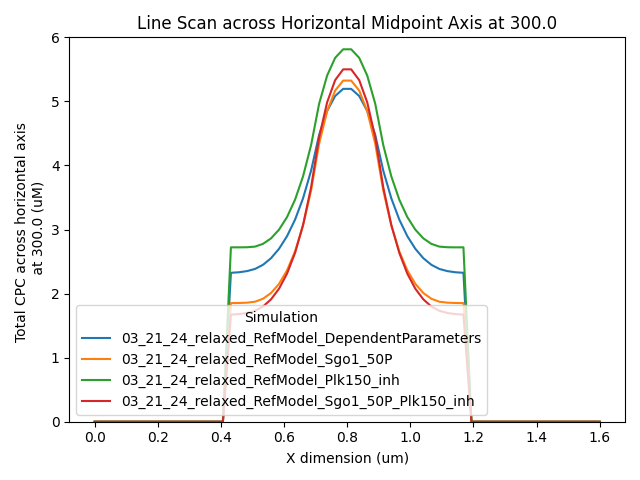 Line Scan across Horizontal Midpoint Axis at 300.0
Total CPC across horizontal axis
at 300.0 (uM)
6
5
4
3
2
1
0
Simulation
03_21_24_relaxed_RefModel_DependentParameters
03_21_24_relaxed_RefModel_Sgo1_50P
03_21_24_relaxed_RefModel_Plk150_inh
03_21_24_relaxed_RefModel_Sgo1_50P_Plk150_inh
0.0 0.2 0.4 0.6 0.8 1.0 1.2 1.4 1.6
X dimension (um)